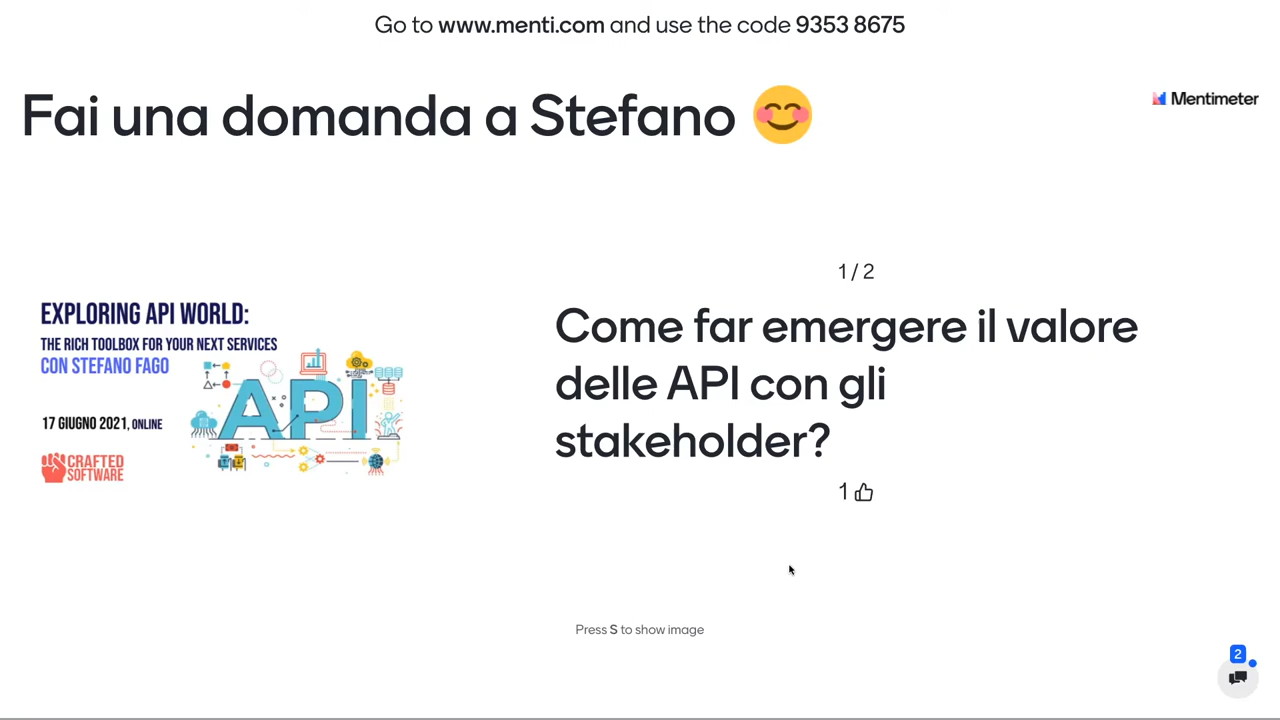 Go to www.menti.com and use the code 9353 8675
Fai una domanda a Stefano 😊
Mentimeter
EXPLORING API WORLD:
THE RICH TOOLBOX FOR YOUR NEXT SERVICES
CON STEFANO FAGO
API
17 GIUGNO 2021, ONLINE
CRAFTED
SOFTWARE
1 / 2
Come far emergere il valore
delle API con gli
stakeholder?
1
Press S to show image
2